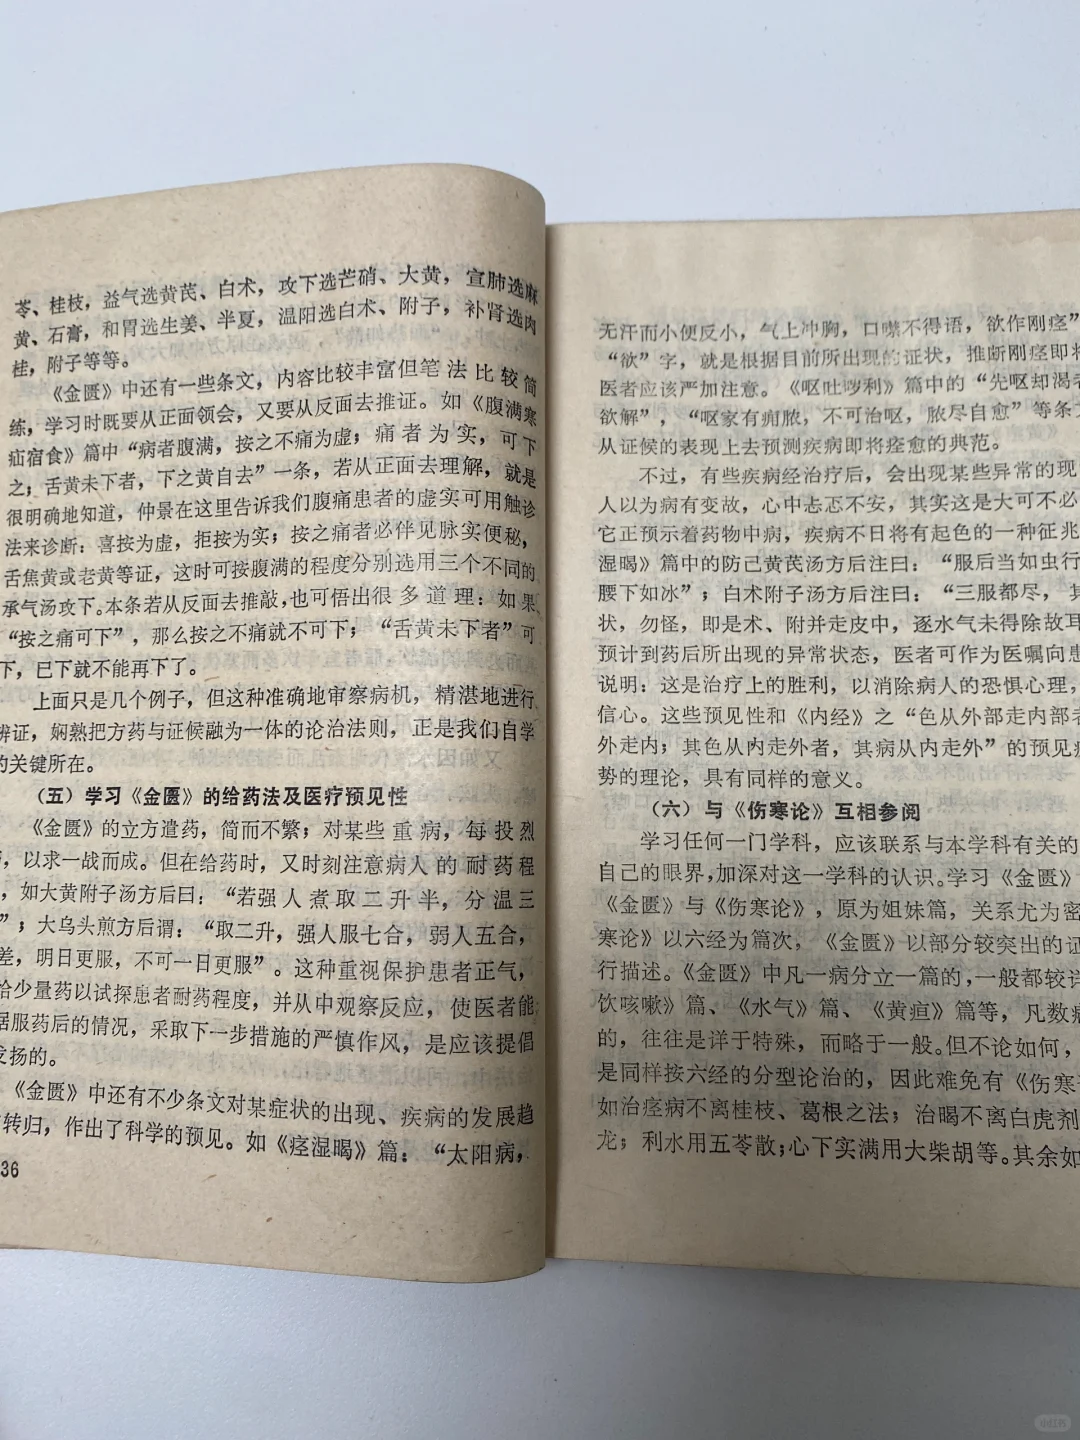 苓、桂枝，益气选黄芪、白术，攻下选芒硝、大黄，宣肺选麻
黄、石膏，和胃选生姜、半夏，温阳选白术、附子，补肾选肉
桂，附子等等。
《金匮》中还有一些条文，内容比较丰富但笔法比较简
练，学习时既要从正面领会，又要从反面去推证。如《腹满寒
疝宿食》篇中“病者腹满，按之不痛为虚；痛者为实，可下
之；舌黄未下者，下之黄自去”一条，若从正面去理解，就是
很明确地知道，仲景在这里告诉我们腹痛患者的虚实可用触诊
法来诊断：喜按为虚，拒按为实；按之痛者必伴见脉实便秘，
舌焦黄或老黄等证，这时可按腹满的程度分别选用三个不同的
承气汤攻下。本条若从反面去推敲，也可悟出很多道理：如果
“按之痛可下”，那么按之不痛就不可下；“舌黄未下者”可
下，已下就不能再下了。
上面只是几个例子，但这种准确地审察病机，精湛地进行
辨证，娴熟把方药与证候融为一体的论治法则，正是我们自学
的关键所在。
（五）学习《金匮》的给药法及医疗预见性
《金匮》的立方遣药，简而不繁；对某些重病，每投烈
，以求一战而成。但在给药时，又时刻注意病人的耐药程
，如大黄附子汤方后曰：“若强人煮取二升半，分温三
”；大乌头煎方后谓：“取二升，强人服七合，弱人五合，
差，明日更服，不可一日更服”。这种重视保护患者正气，
给少量药以试探患者耐药程度，并从中观察反应，使医者能
据服药后的情况，采取下一步措施的严慎作风，是应该提倡
发扬的。
《金匮》中还有不少条文对某症状的出现、疾病的发展趋
转归，作出了科学的预见。如《痉湿暍》篇：“太阳病，
36
无汗而小便反小，气上冲胸，口噤不得语，欲作刚痉”
“欲”字，就是根据目前所出现的证状，推断刚痉即将
医者应该严加注意。《呕吐哕利》篇中的“先呕却渴者
欲解”，“呕家有痈脓，不可治呕，脓尽自愈”等条
从证候的表现上去预测疾病即将痊愈的典范。
不过，有些疾病经治疗后，会出现某些异常的现
人以为病有变故，心中忐忑不安，其实这是大可不必
它正预示着药物中病，疾病不日将有起色的一种征兆
湿暍》篇中的防己黄芪汤方后注曰：“服后当如虫行
腰下如冰”；白术附子汤方后注曰：“三服都尽，其
状，勿怪，即是术、附并走皮中，逐水气未得除故耳
预计到药后所出现的异常状态，医者可作为医嘱向患
说明：这是治疗上的胜利，以消除病人的恐惧心理，
信心。这些预见性和《内经》之“色从外部走内部者
外走内；其色从内走外者，其病从内走外”的预见
势的理论，具有同样的意义。
（六）与《伤寒论》互相参阅
学习任何一门学科，应该联系与本学科有关的
自己的眼界，加深对这一学科的认识。学习《金匮》
《金匮》与《伤寒论》，原为姐妹篇，关系尤为密
寒论》以六经为篇次，《金匮》以部分较突出的证
行描述。《金匮》中凡一病分立一篇的，一般都较详
饮咳嗽》篇、《水气》篇、《黄疸》篇等，凡数病
的，往往是详于特殊，而略于一般。但不论如何，
是同样按六经的分型论治的，因此难免有《伤寒
如治痉病不离桂枝、葛根之法；治暍不离白虎剂
龙；利水用五苓散；心下实满用大柴胡等。其余如
小红书